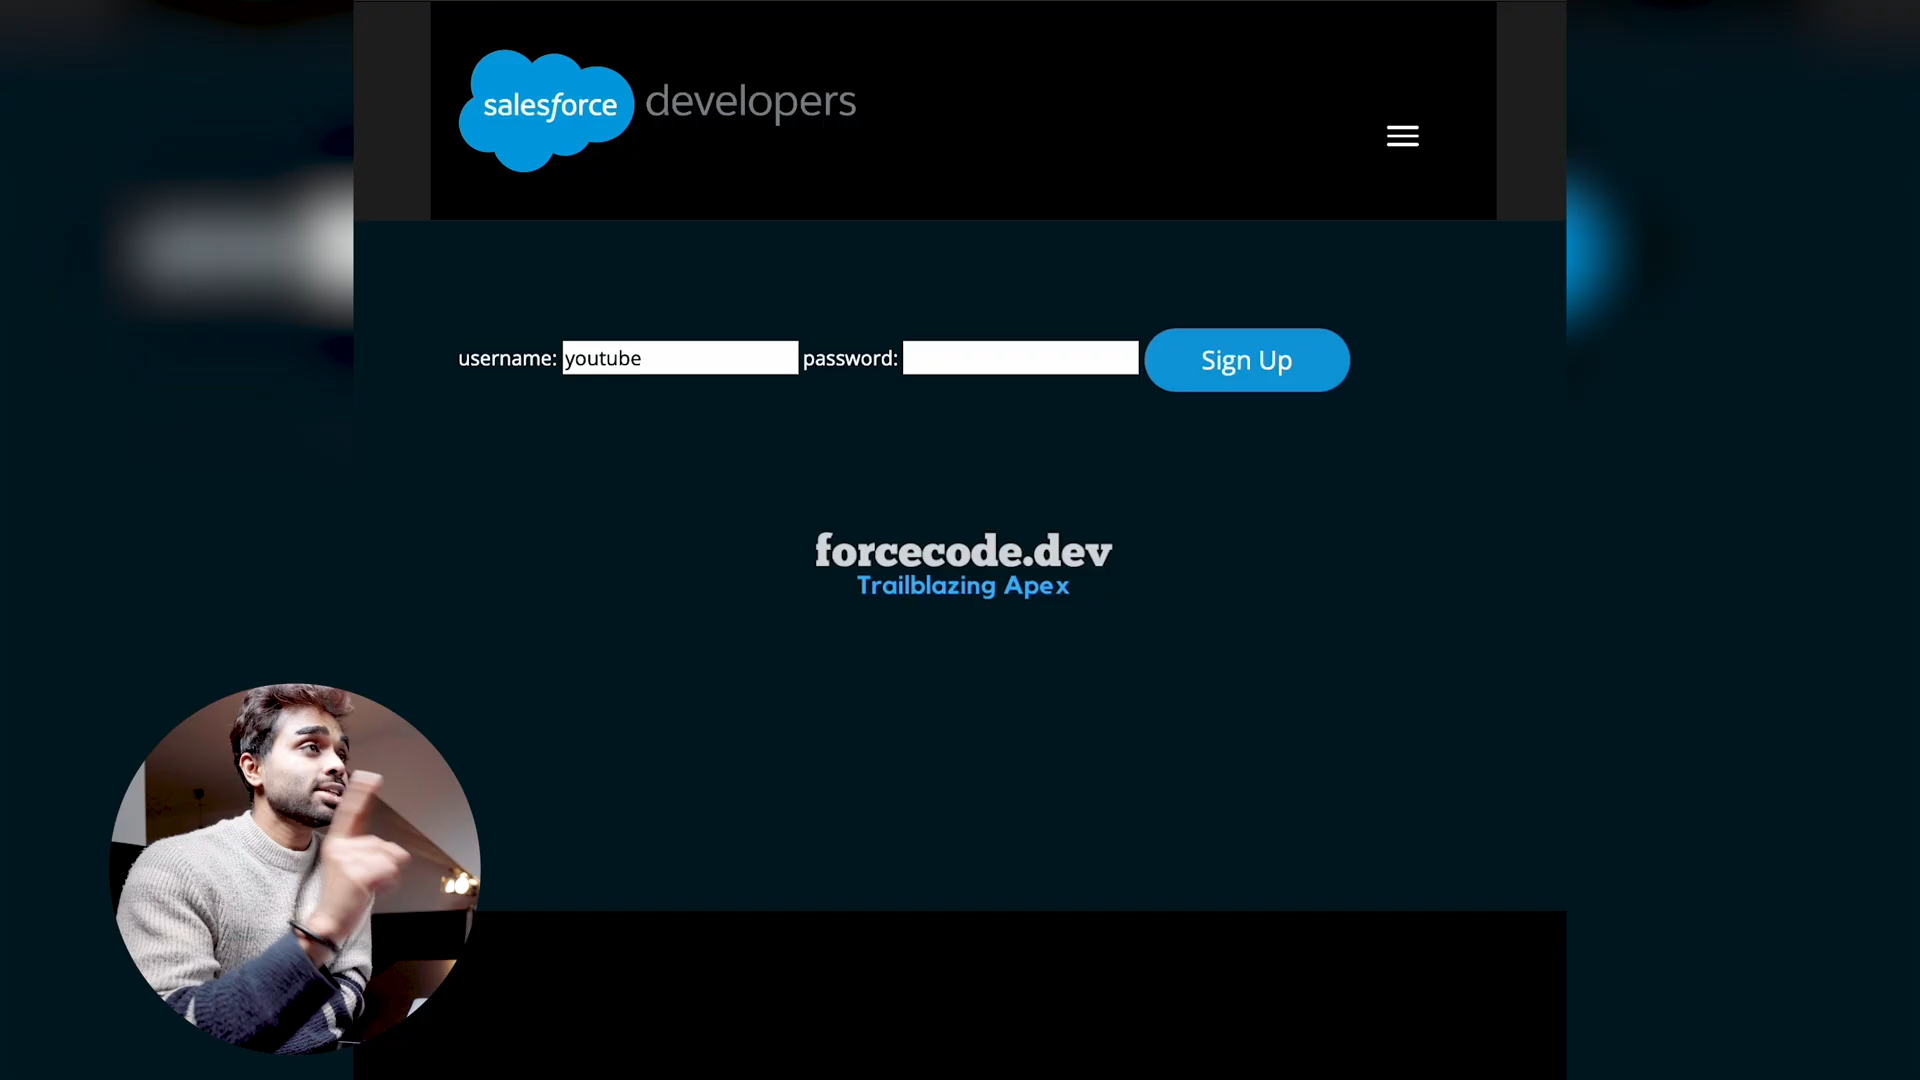 salesforce developers
username: youtube password: Sign Up
forcecode.dev
Trailblazing Apex